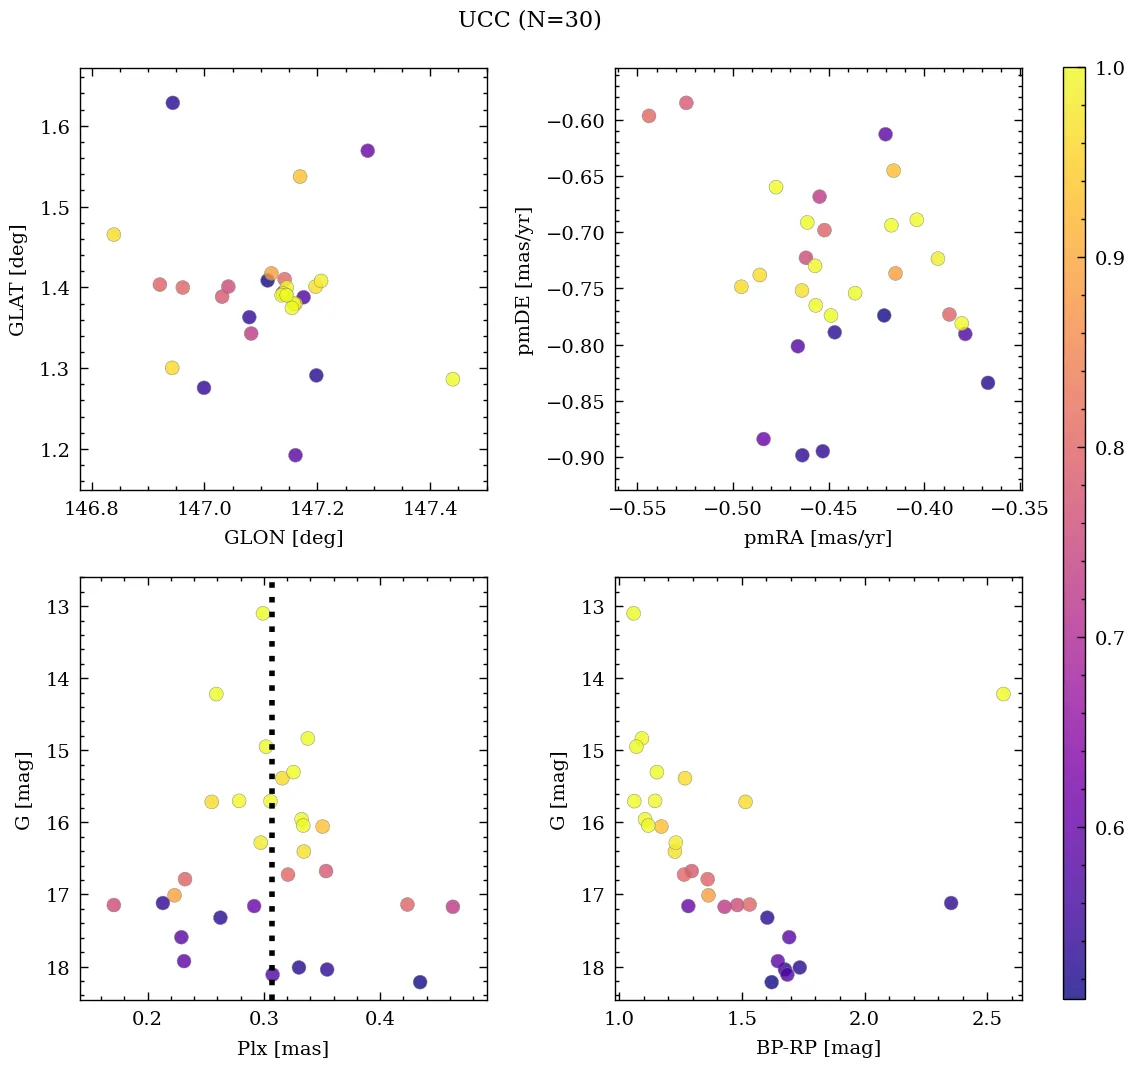 UCC (N=30)
1.6
1.5
1.4
1.3
1.2
GLAT [deg]
146.8 147.0 147.2 147.4
GLON [deg]
−0.60
−0.65
−0.70
−0.75
−0.80
−0.85
−0.90
pmDE [mas/yr]
−0.55 −0.50 −0.45 −0.40 −0.35
pmRA [mas/yr]
13
14
15
16
17
18
G [mag]
0.2 0.3 0.4
Plx [mas]
13
14
15
16
17
18
G [mag]
1.0 1.5 2.0 2.5
BP-RP [mag]
1.0
0.9
0.8
0.7
0.6